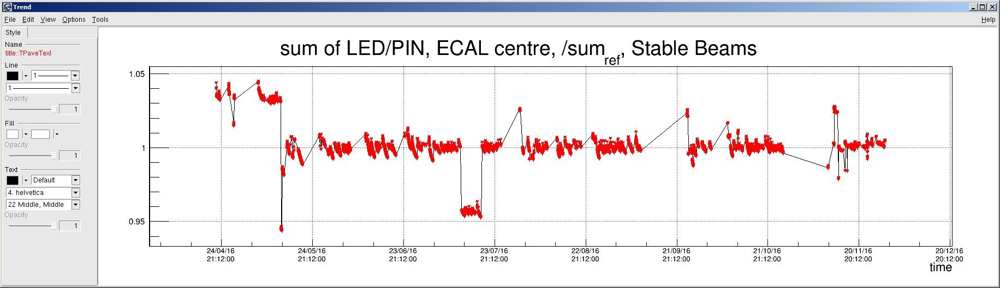 Trend
File Edit View Options Tools Help
Style
Name
title::TPaveText
Line
1
1
Opacity
1
Fill
Opacity
1
Text
Default
4. helvetica
22 Middle, Middle
Opacity
1
sum of LED/PIN, ECAL centre, /sum_ref, Stable Beams
1.05
1
0.95
24/04/16 24/05/16 23/06/16 23/07/16 22/08/16 21/09/16 21/10/16 20/11/16 20/12/16
21:12:00 21:12:00 21:12:00 21:12:00 21:12:00 21:12:00 21:12:00 20:12:00 20:12:00
time